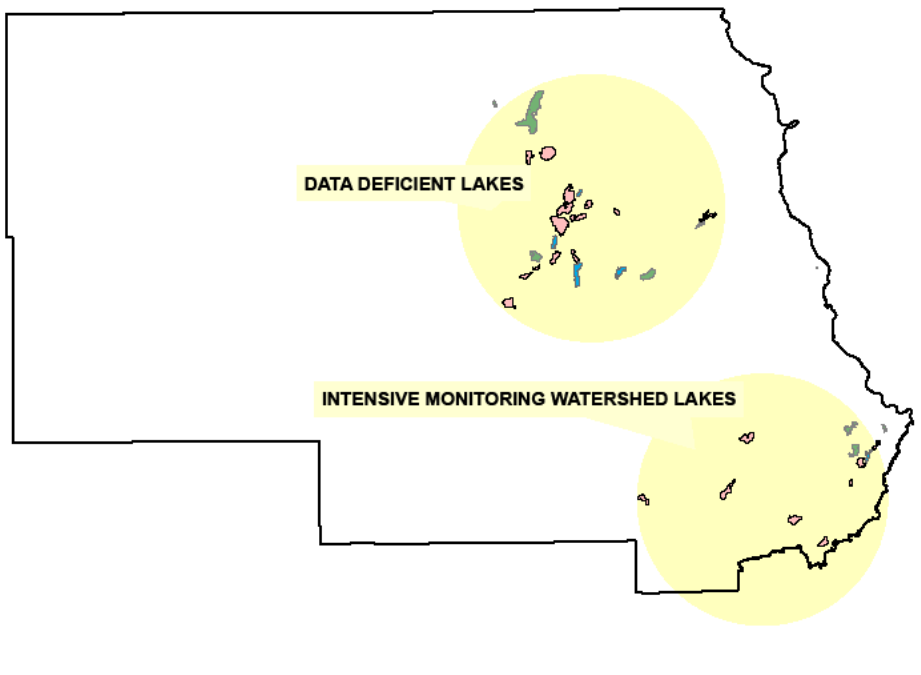 DATA DEFICIENT LAKES
INTENSIVE MONITORING WATERSHED LAKES